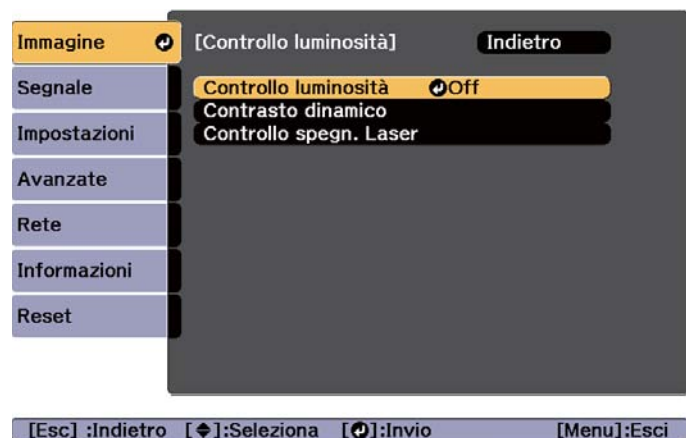 Immagine
Segnale
Impostazioni
Avanzate
Rete
Informazioni
Reset
[Controllo luminosità] Indietro
Controllo luminosità Off
Contrasto dinamico
Controllo spegn. Laser
[Esc] :Indietro [ ]:Seleziona [ ]:Invio [Menu]:Esci